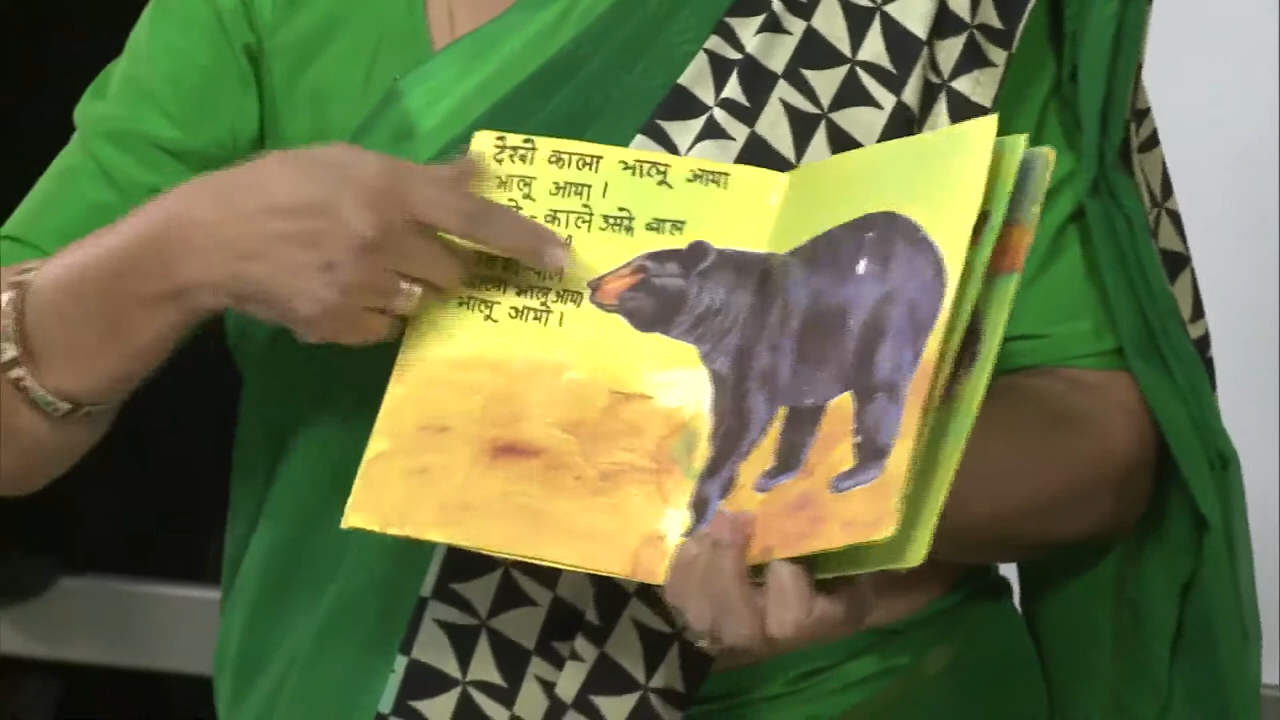 देखो काला भालू आया
भालू आया।
काले उसके बाल
काला भालू आया
भालू आया।